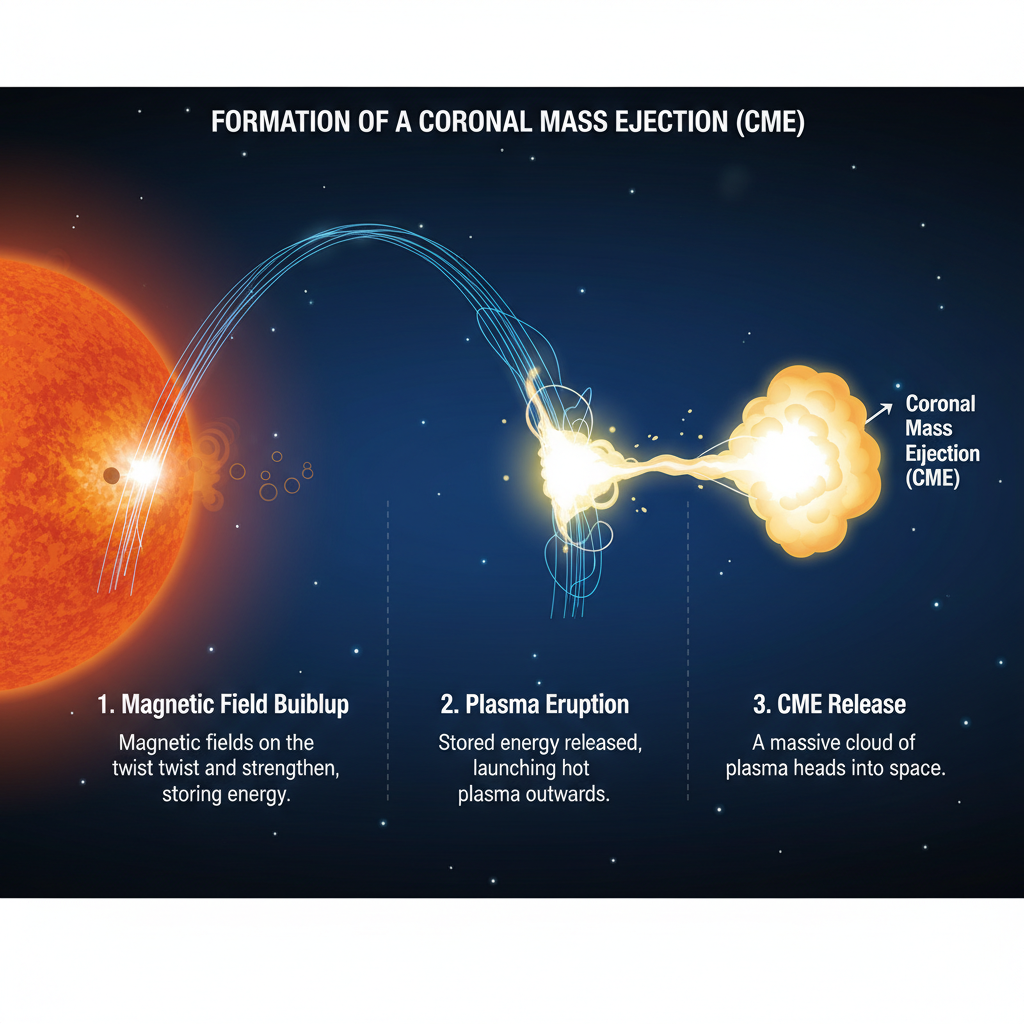 FORMATION OF A CORONAL MASS EJECTION (CME)
Coronal
Mass
Ejection
(CME)
1. Magnetic Field Buiblup
Magnetic fields on the
twist twist and strengthen,
storing energy.
2. Plasma Eruption
Stored energy released,
launching hot
plasma outwards.
3. CME Release
A massive cloud of
plasma heads into space.